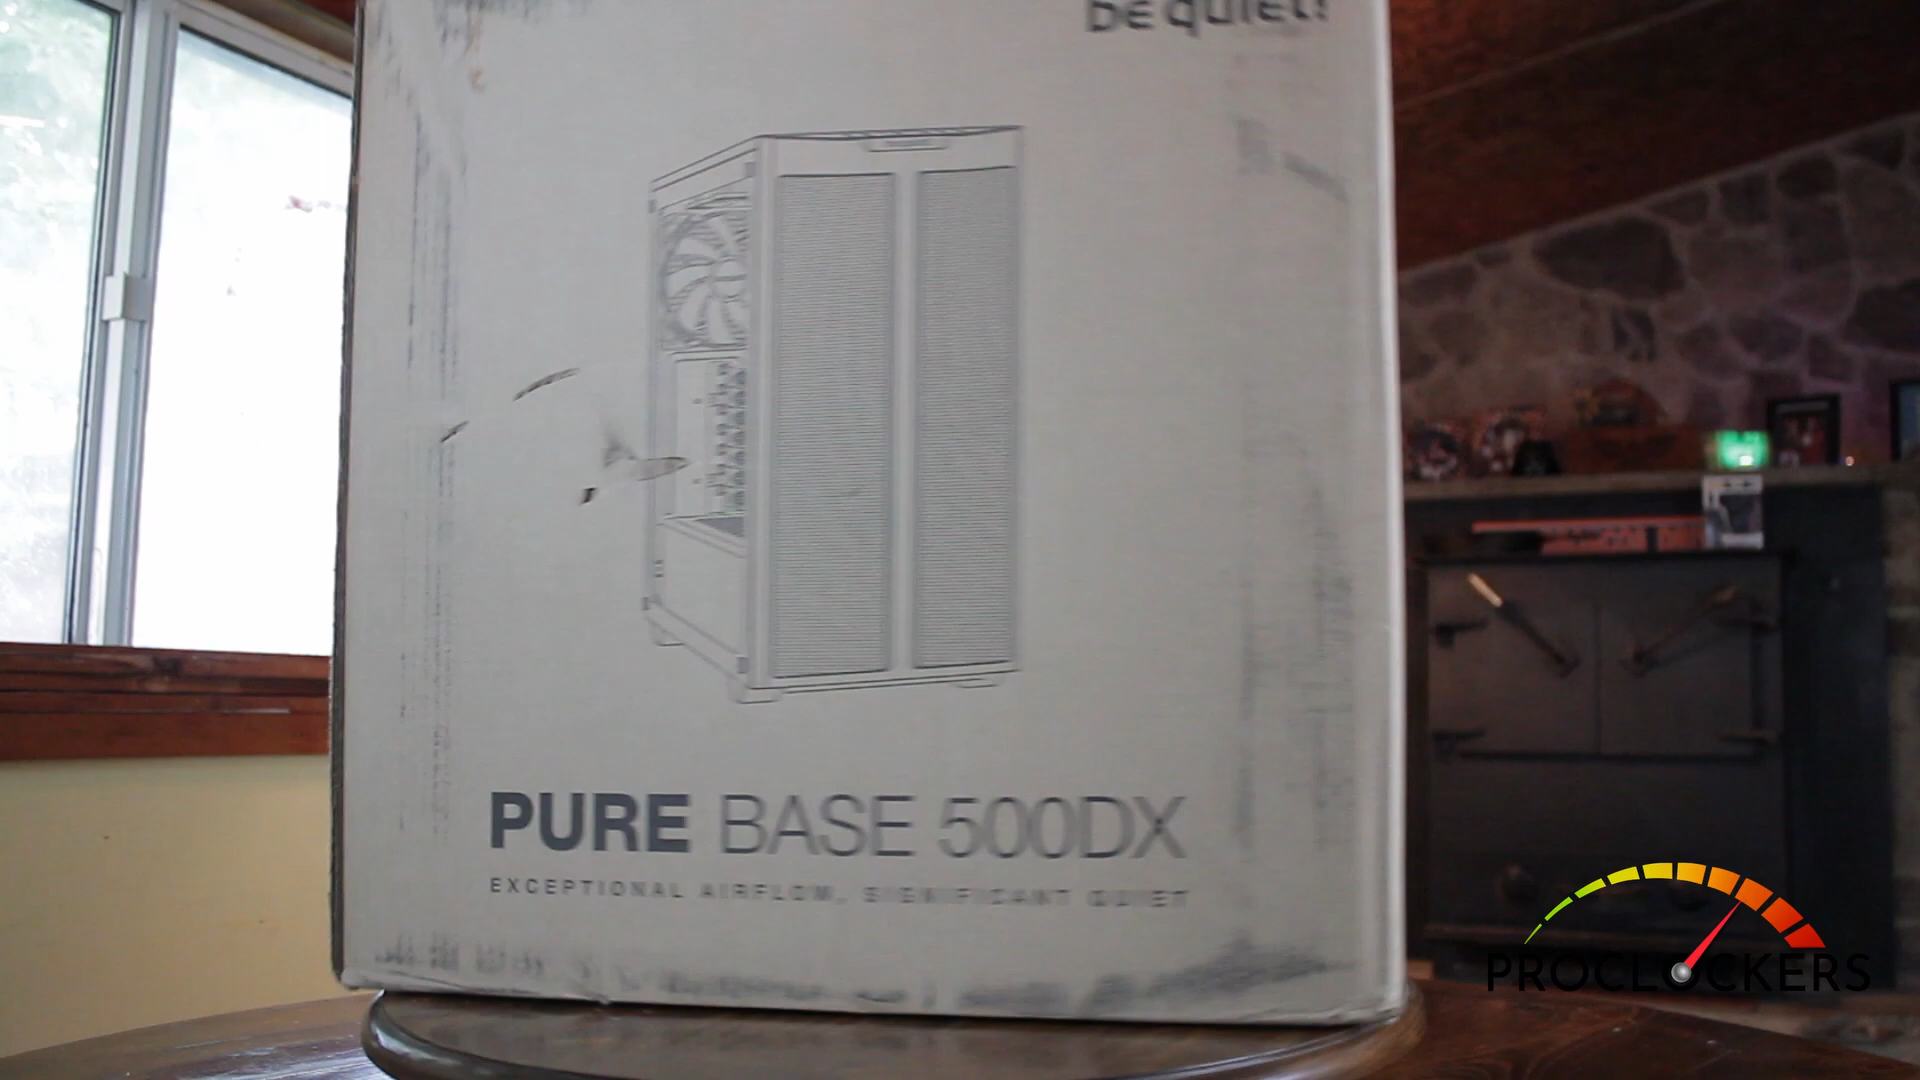 be quiet!
PURE BASE 500DX
EXCEPTIONAL AIRFLOW, SIGNIFICANT QUIET
PROCLOCKERS